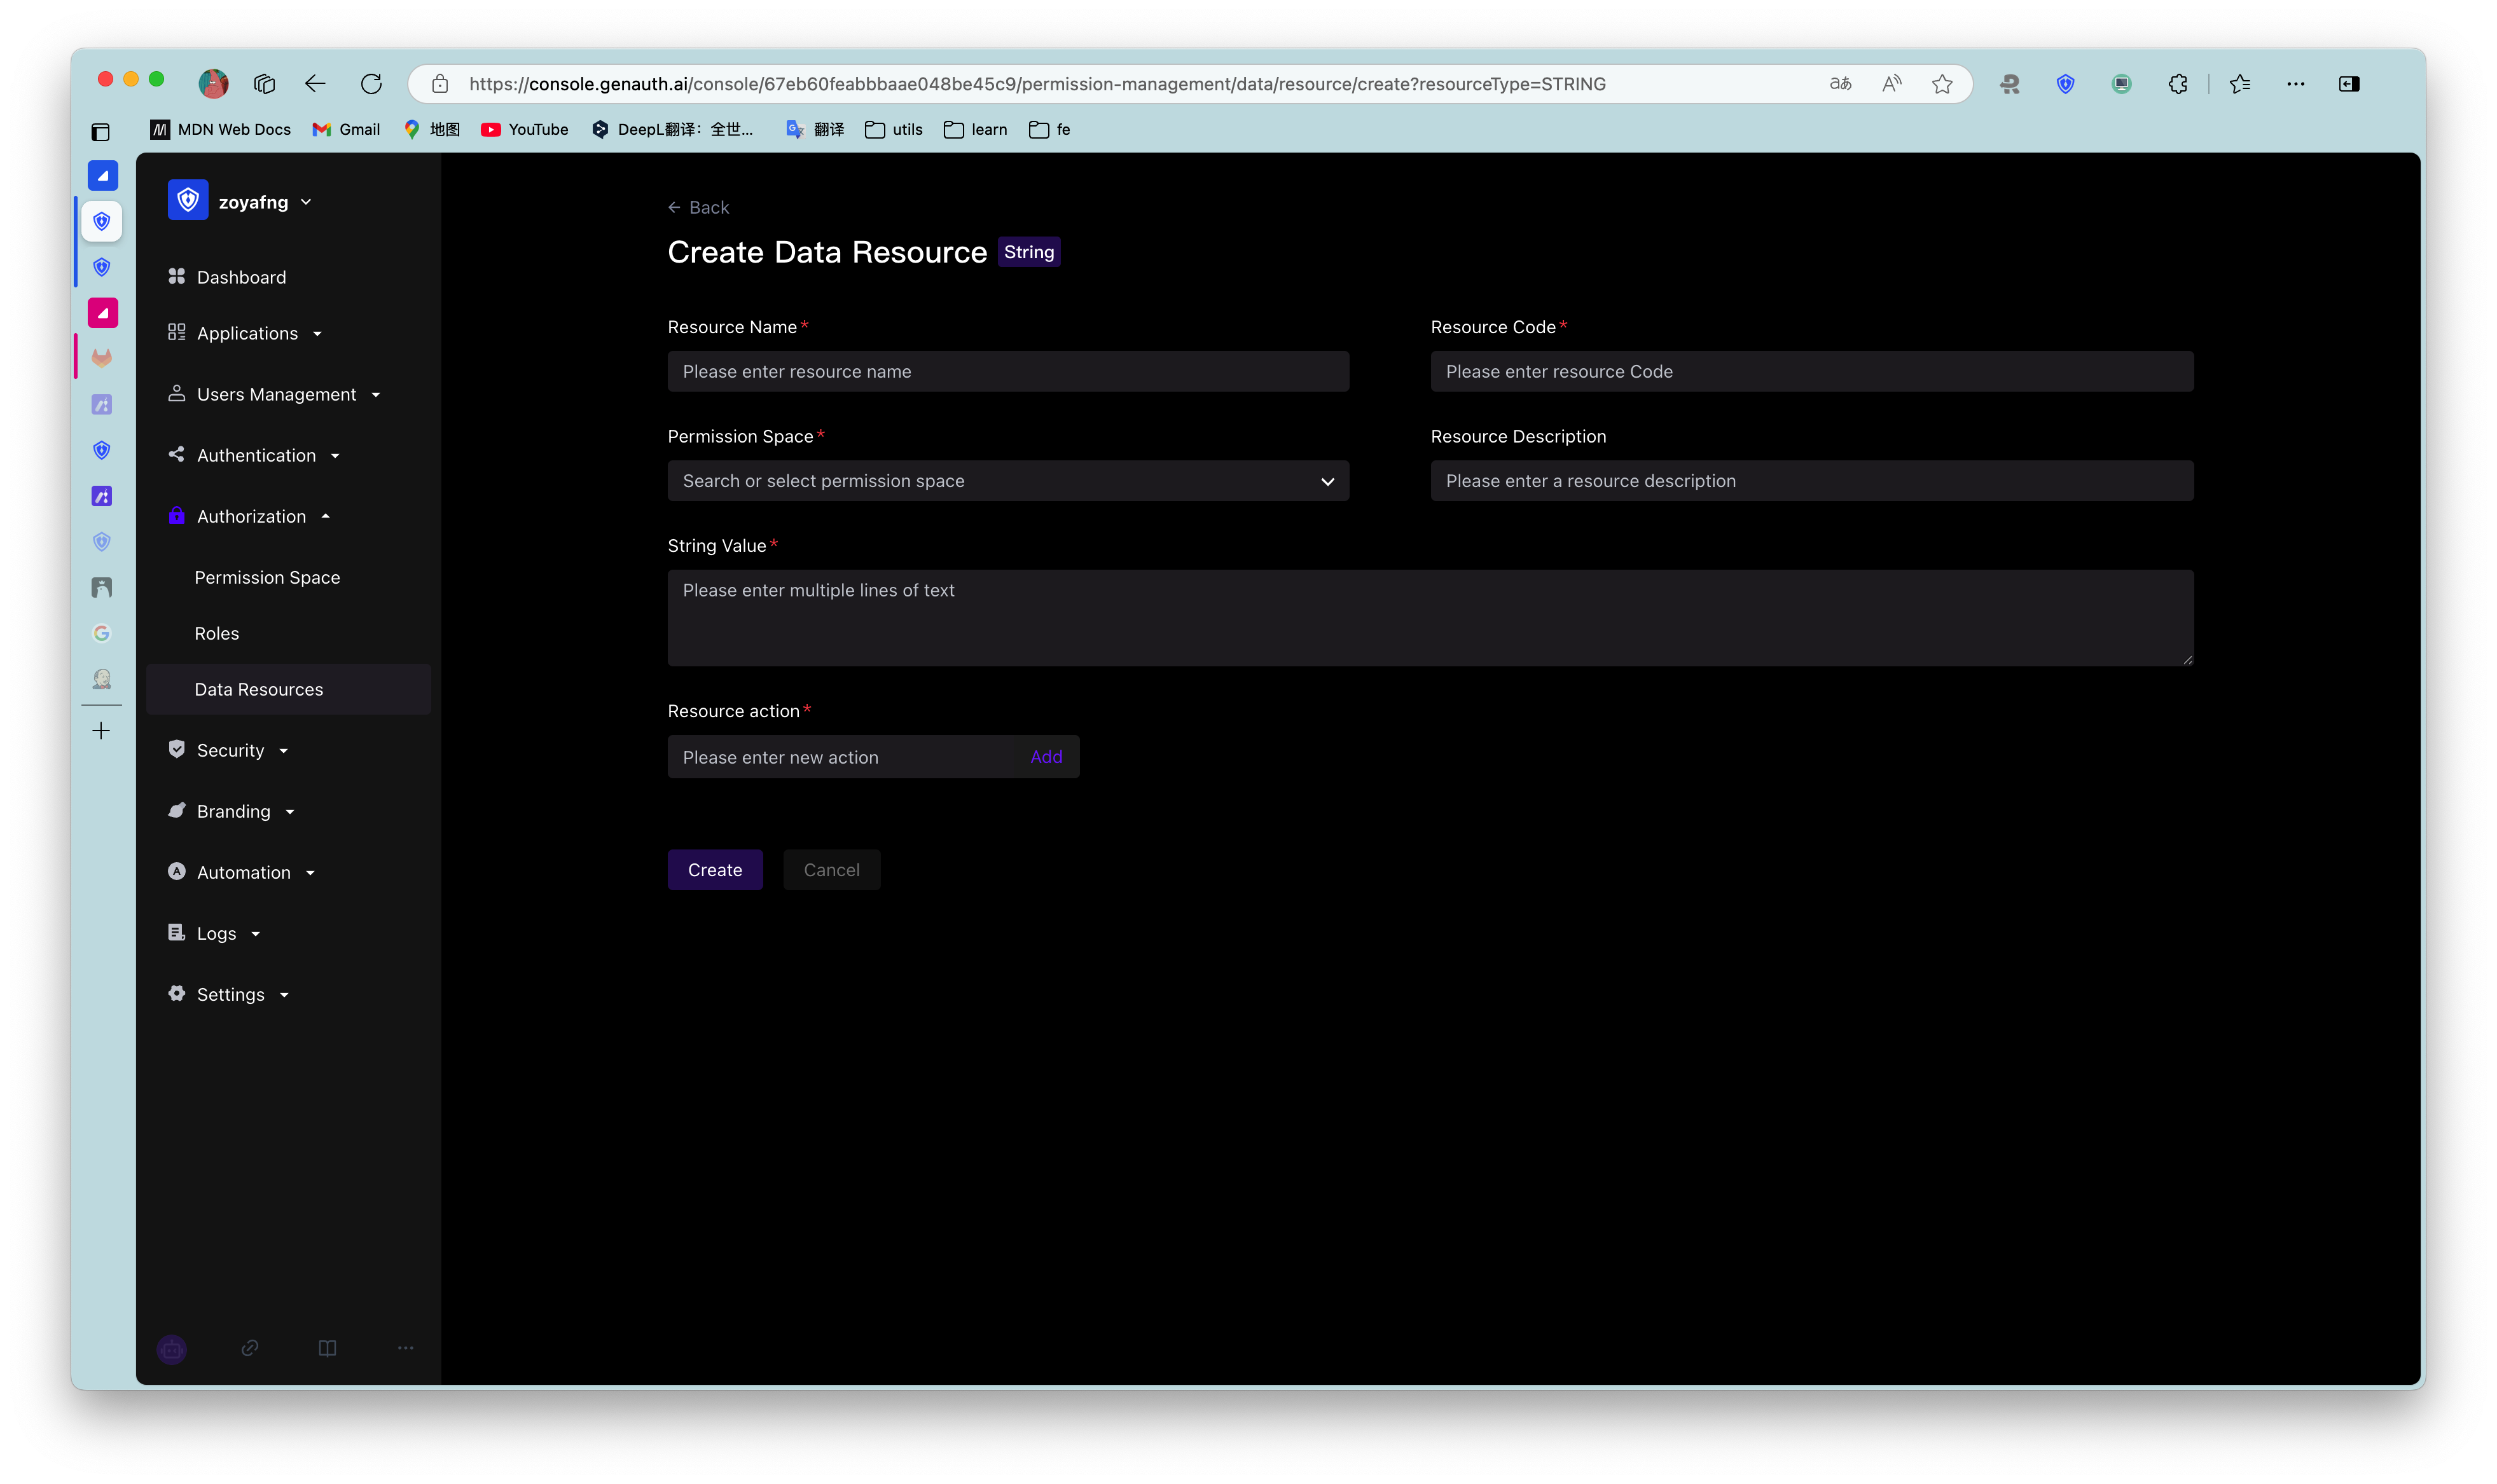 https://console.genauth.ai/console/67eb60feabbbaae048be45c9/permission-management/data/resource/create?resourceType=STRING
aあ
MDN Web Docs
Gmail
地图
YouTube
DeepL翻译：全世...
翻译
utils
learn
fe
zoyafng
Dashboard
Applications
Users Management
Authentication
Authorization
Permission Space
Roles
Data Resources
Security
Branding
Automation
Logs
Settings
Back
Create Data Resource String
Resource Name*
Resource Code*
Please enter resource name
Please enter resource Code
Permission Space*
Resource Description
Search or select permission space
Please enter a resource description
String Value*
Please enter multiple lines of text
Resource action*
Please enter new action
Add
Create
Cancel